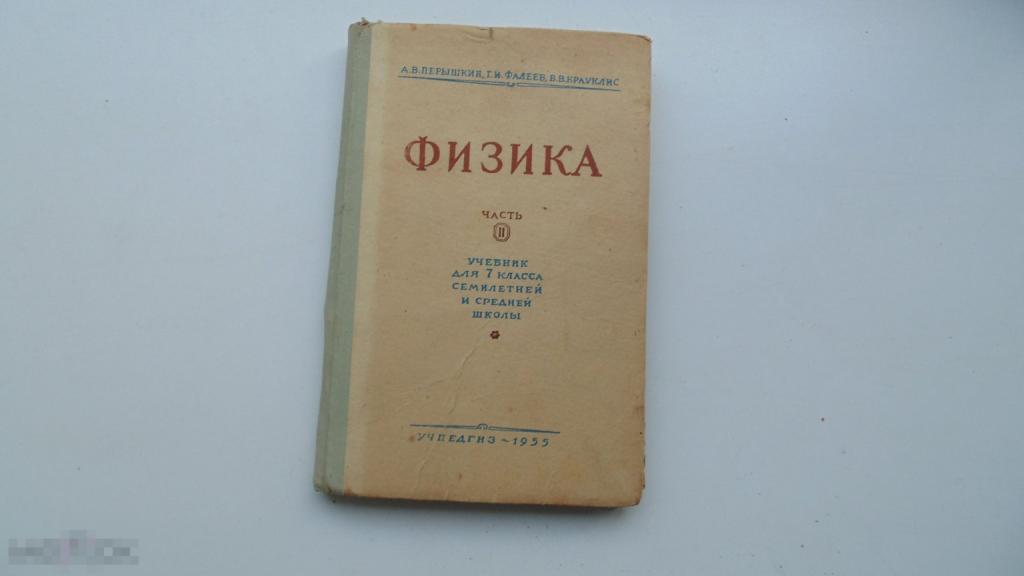 А.В.ПЕРЫШКИН, Г.И.ФАЛЕЕВ, В.В.КРАУКЛИС
ФИЗИКА
ЧАСТЬ
II
УЧЕБНИК
ДЛЯ 7 КЛАССА
СЕМИЛЕТНЕЙ
И СРЕДНЕЙ
ШКОЛЫ
УЧПЕДГИЗ ~ 1955